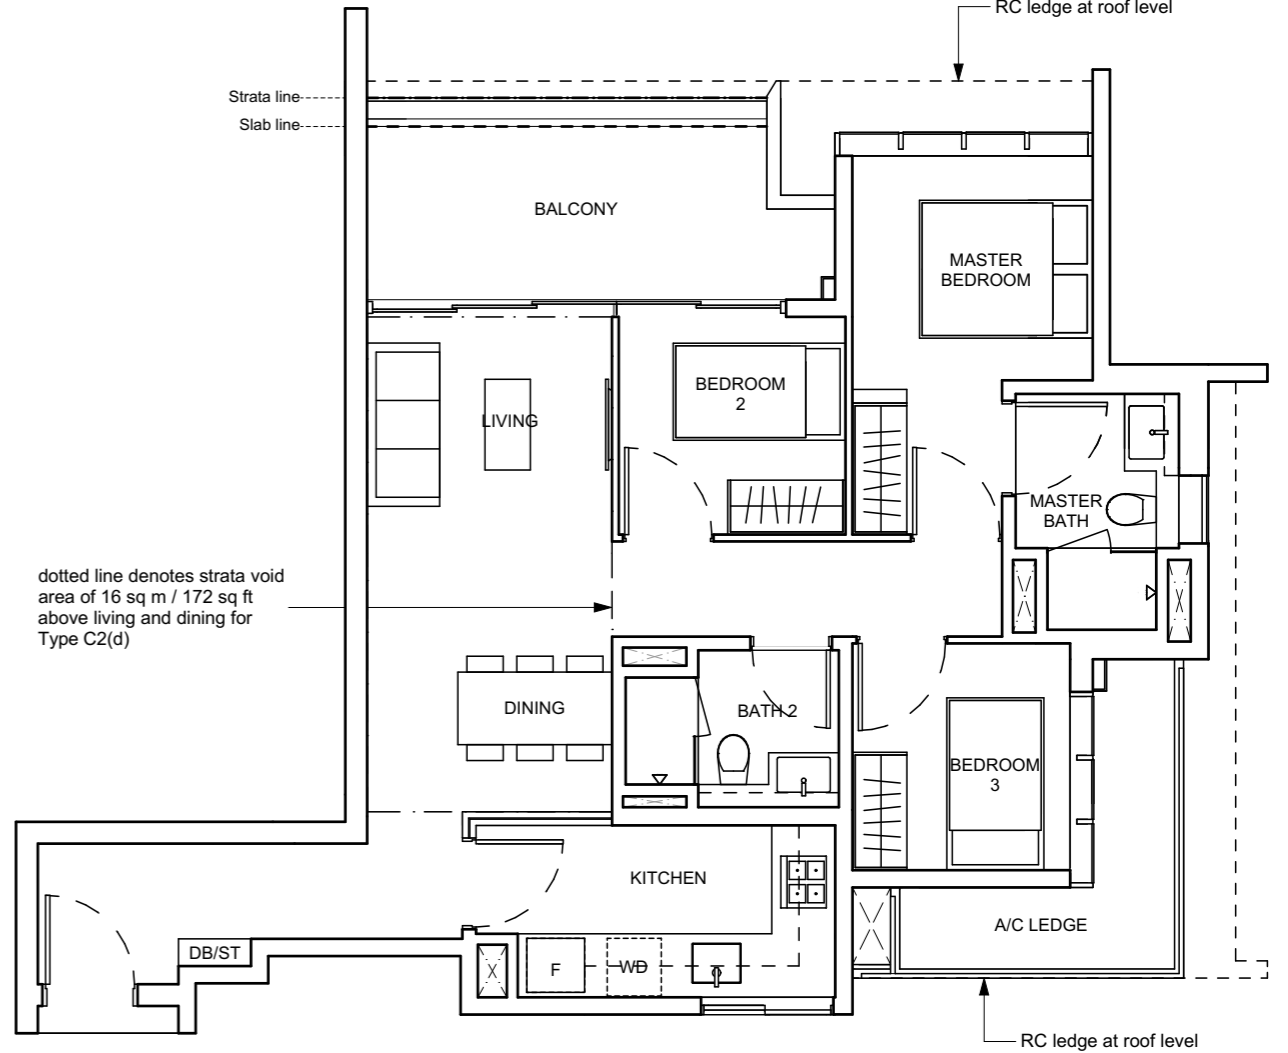 RC ledge at roof level
Strata line
Slab line
BALCONY
MASTER
BEDROOM
BEDROOM
2
LIVING
MASTER
BATH
dotted line denotes strata void
area of 16 sq m / 172 sq ft
above living and dining for
Type C2(d)
DINING
BATH 2
BEDROOM
3
KITCHEN
A/C LEDGE
DB/ST
F
WD
RC ledge at roof level